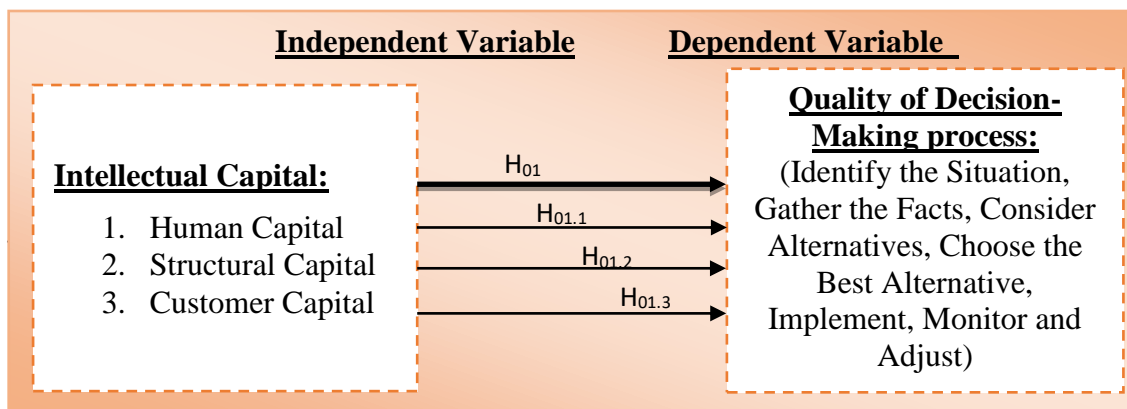 Independent Variable
Dependent Variable
Intellectual Capital:
1. Human Capital
2. Structural Capital
3. Customer Capital
H01
H01.1
H01.2
H01.3
Quality of Decision-
Making process:
(Identify the Situation,
Gather the Facts, Consider
Alternatives, Choose the
Best Alternative,
Implement, Monitor and
Adjust)